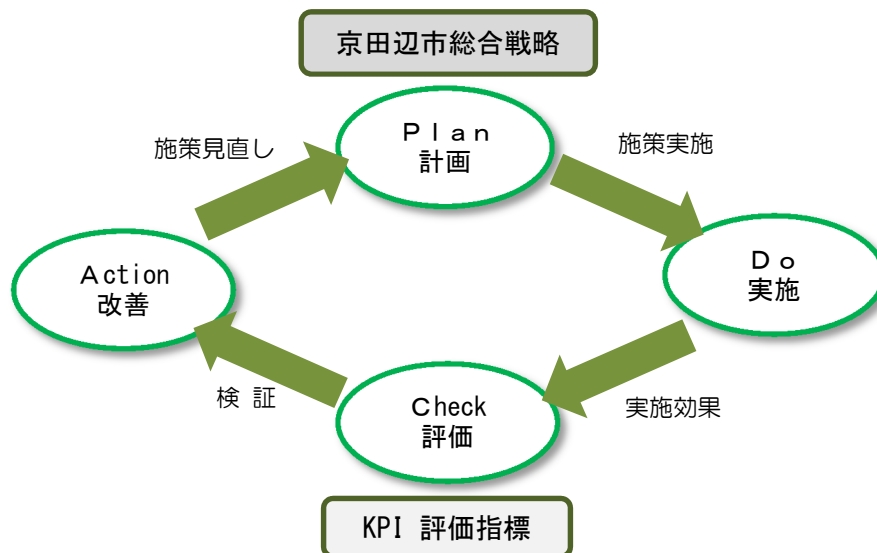 京田辺市総合戦略
Ｐｌａｎ
計画
施策見直し
施策実施
Ａction
改善
Ｄｏ
実施
検 証
Ｃheck
評価
実施効果
KPI 評価指標